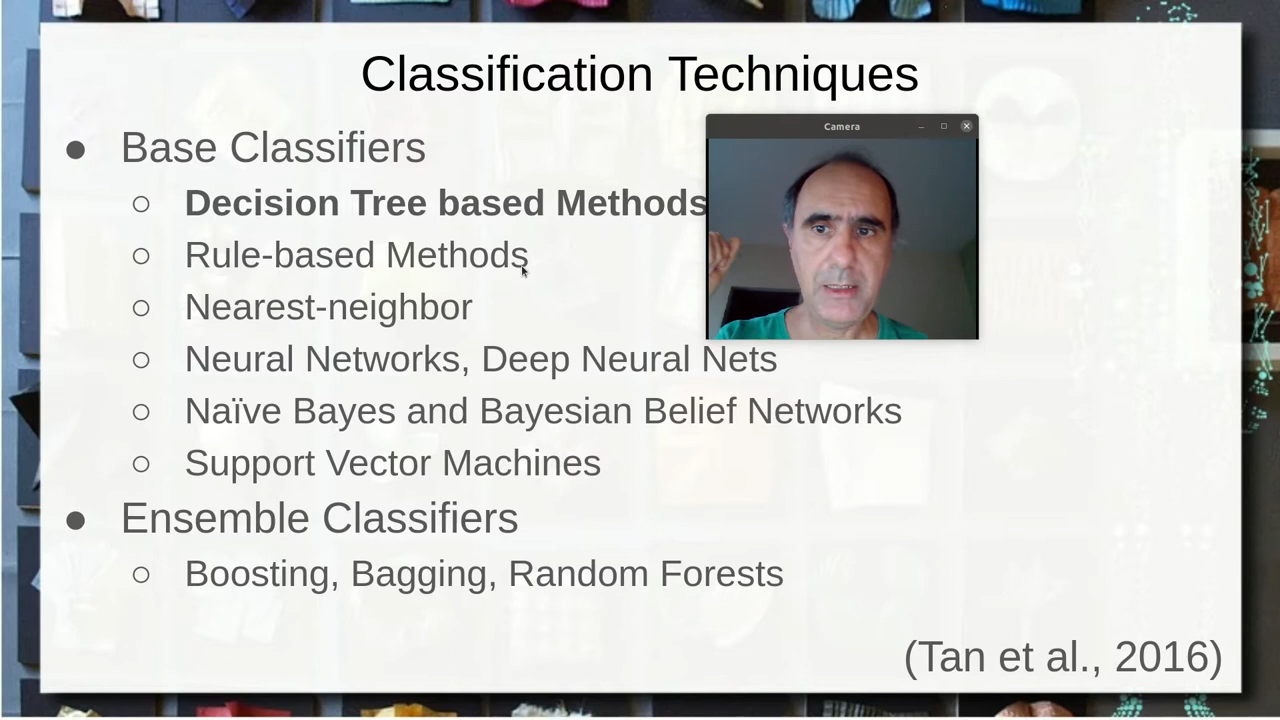 Classification Techniques
Camera
● Base Classifiers
○ Decision Tree based Methods
○ Rule-based Methods
○ Nearest-neighbor
○ Neural Networks, Deep Neural Nets
○ Naïve Bayes and Bayesian Belief Networks
○ Support Vector Machines
● Ensemble Classifiers
○ Boosting, Bagging, Random Forests
(Tan et al., 2016)